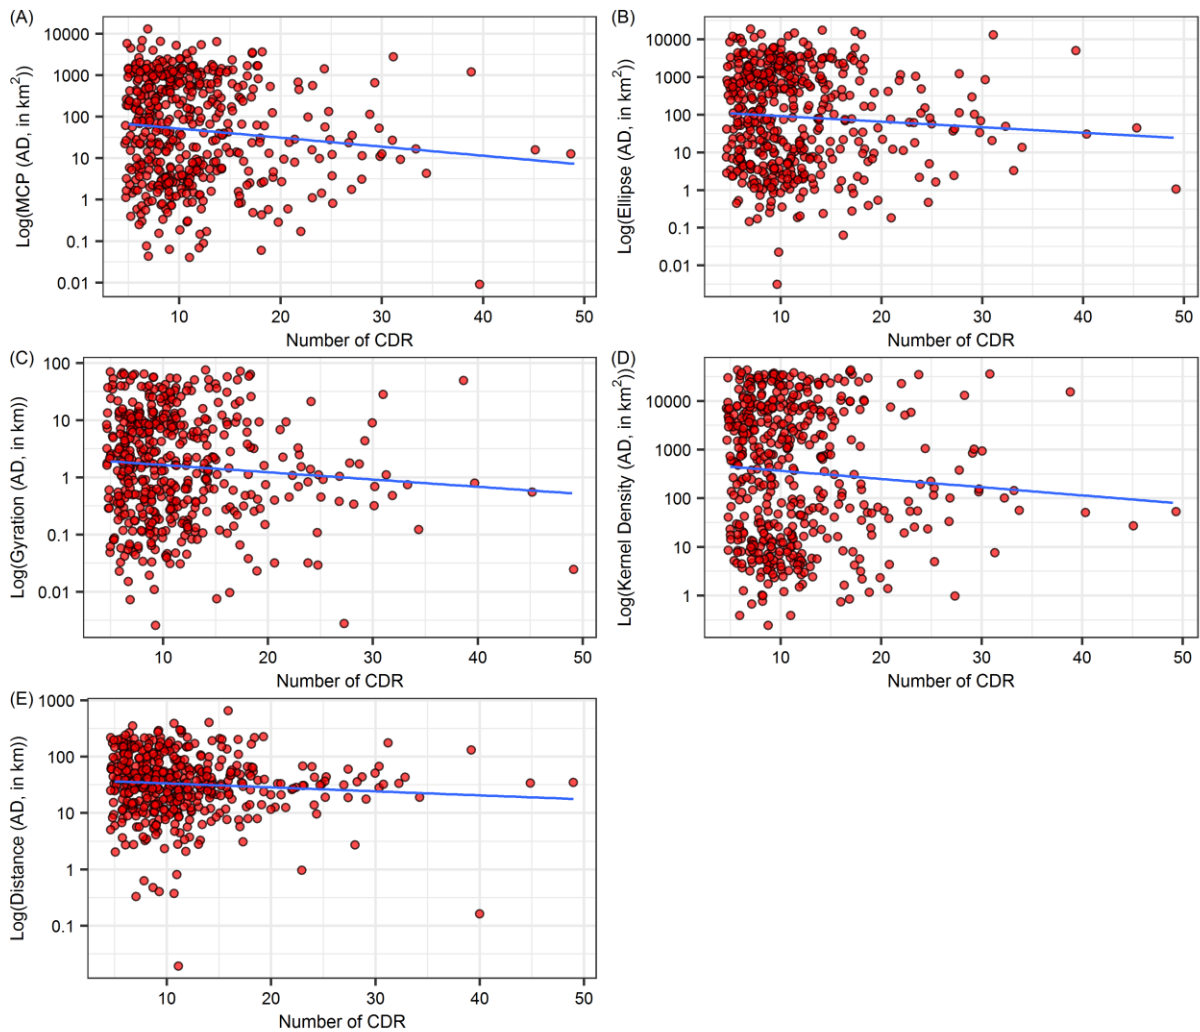 (A)
Log(MCP (AD, in km²))
10000
1000
100
10
1
0.1
0.01
10 20 30 40 50
Number of CDR
(B)
Log(Ellipse (AD, in km²))
10000
1000
100
10
1
0.1
0.01
10 20 30 40 50
Number of CDR
(C)
Log(Gyration (AD, in km))
100
10
1
0.1
0.01
10 20 30 40 50
Number of CDR
(D)
Log(Kernel Density (AD, in km²))
10000
1000
100
10
1
10 20 30 40 50
Number of CDR
(E)
Log(Distance (AD, in km))
1000
100
10
1
0.1
10 20 30 40 50
Number of CDR